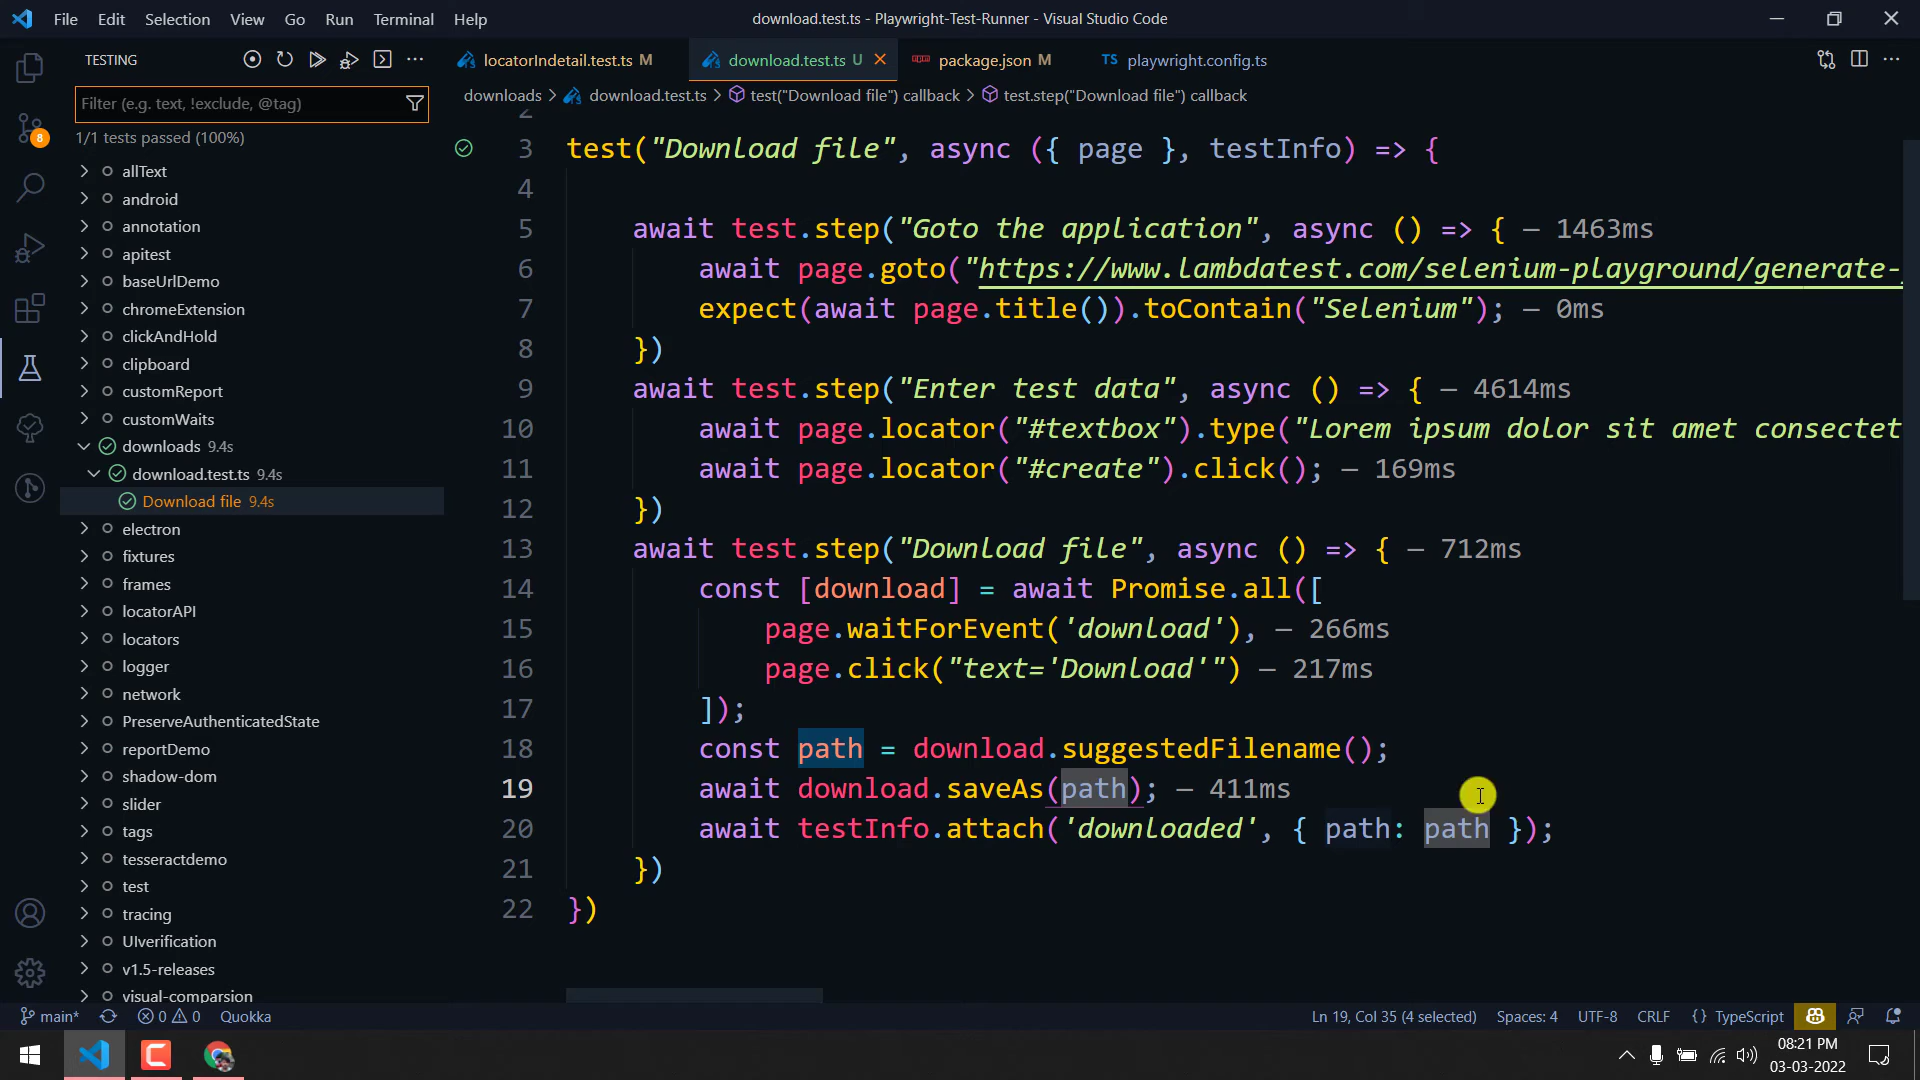 File Edit Selection View Go Run Terminal Help
download.test.ts - Playwright-Test-Runner - Visual Studio Code
TESTING
locatorIndetail.test.ts M
download.test.ts U
package.json M
TS playwright.config.ts
Filter (e.g. text, !exclude, @tag)
1/1 tests passed (100%)
8
allText
android
annotation
apitest
baseUrlDemo
chromeExtension
clickAndHold
clipboard
customReport
customWaits
downloads 9.4s
download.test.ts 9.4s
Download file 9.4s
electron
fixtures
frames
locatorAPI
locators
logger
network
PreserveAuthenticatedState
reportDemo
shadow-dom
slider
tags
tesseractdemo
test
tracing
UIverification
v1.5-releases
visual-comparsion
downloads > download.test.ts > test("Download file") callback > test.step("Download file") callback
2
3 test("Download file", async ({ page }, testInfo) => {
4
5 await test.step("Goto the application", async () => { — 1463ms
6 await page.goto("https://www.lambdatest.com/selenium-playground/generate-
7 expect(await page.title()).toContain("Selenium"); — 0ms
8 })
9 await test.step("Enter test data", async () => { — 4614ms
10 await page.locator("#textbox").type("Lorem ipsum dolor sit amet consectet
11 await page.locator("#create").click(); — 169ms
12 })
13 await test.step("Download file", async () => { — 712ms
14 const [download] = await Promise.all([
15 page.waitForEvent('download'), — 266ms
16 page.click("text='Download'") — 217ms
17 ]);
18 const path = download.suggestedFilename();
19 await download.saveAs(path); — 411ms
20 await testInfo.attach('downloaded', { path: path });
21 })
22 })
main* 0 0 Quokka
Ln 19, Col 35 (4 selected) Spaces: 4 UTF-8 CRLF {} TypeScript
08:21 PM
03-03-2022